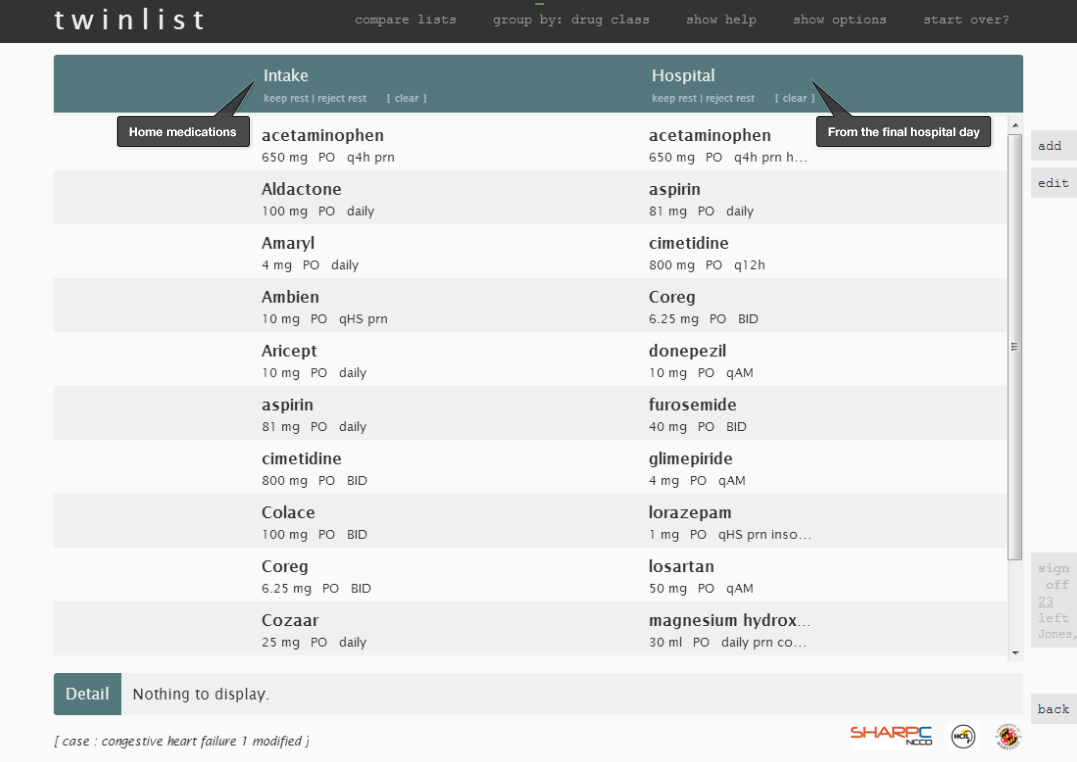 twinlist
compare lists group by: drug class show help show options start over?
Intake Hospital
keep rest | reject rest [ clear ] keep rest | reject rest [ clear ]
Home medications From the final hospital day
acetaminophen acetaminophen
650 mg PO q4h prn 650 mg PO q4h prn h...
add
Aldactone aspirin
edit
100 mg PO daily 81 mg PO daily
Amaryl cimetidine
4 mg PO daily 800 mg PO q12h
Ambien Coreg
10 mg PO qHS prn 6.25 mg PO BID
Aricept donepezil
10 mg PO daily 10 mg PO qAM
aspirin furosemide
81 mg PO daily 40 mg PO BID
cimetidine glimepiride
800 mg PO BID 4 mg PO qAM
Colace lorazepam
100 mg PO BID 1 mg PO qHS prn inso...
Coreg losartan
6.25 mg PO BID 50 mg PO qAM
Cozaar magnesium hydrox...
25 mg PO daily 30 ml PO daily prn co...
sign
off
23
left
Jones,
Detail Nothing to display.
back
[ case : congestive heart failure 1 modified ]
SHARPC
NCCD
HCIL